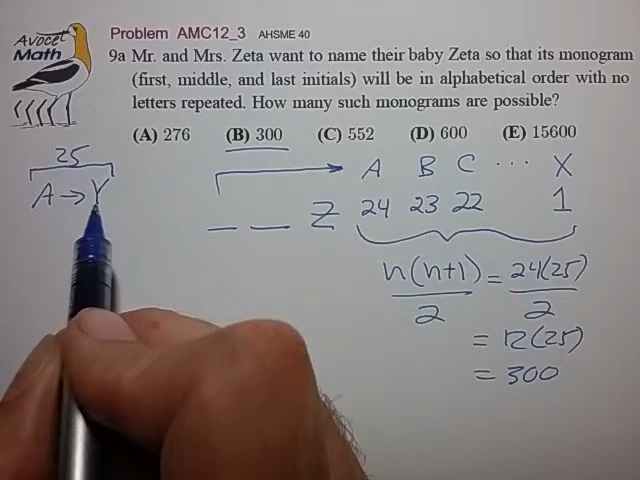 Avocet
Math
Problem AMC12_3 AHSME 40
9a Mr. and Mrs. Zeta want to name their baby Zeta so that its monogram
(first, middle, and last initials) will be in alphabetical order with no
letters repeated. How many such monograms are possible?
(A) 276 (B) 300 (C) 552 (D) 600 (E) 15600
25
A → Y
A B C ... X
_ _ Z 24 23 22 1
n(n+1)/2 = 24(25)/2
= 12(25)
= 300